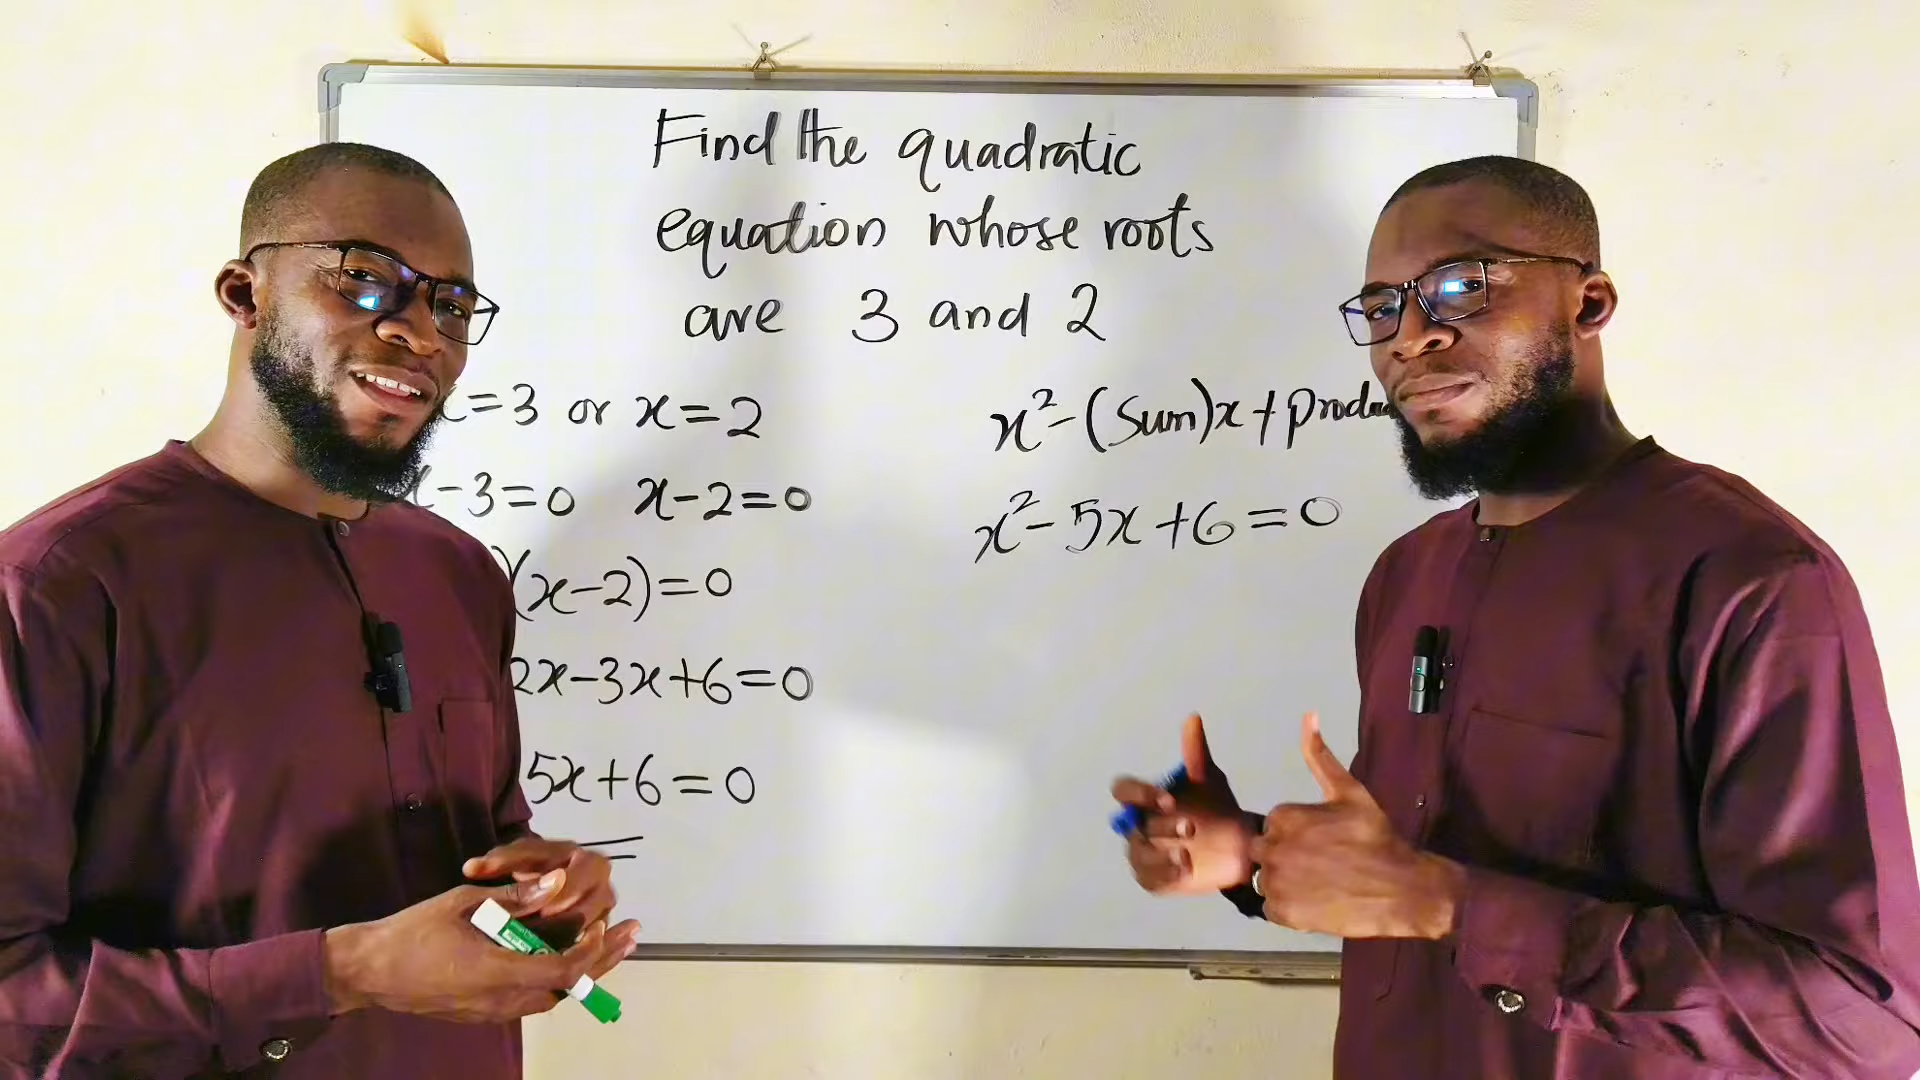 Find the quadratic
equation whose roots
are 3 and 2
x=3 or x=2
x-3=0 x-2=0
)(x-2)=0
2x-3x+6=0
5x+6=0
x²-(Sum)x+
x²-5x+6=0